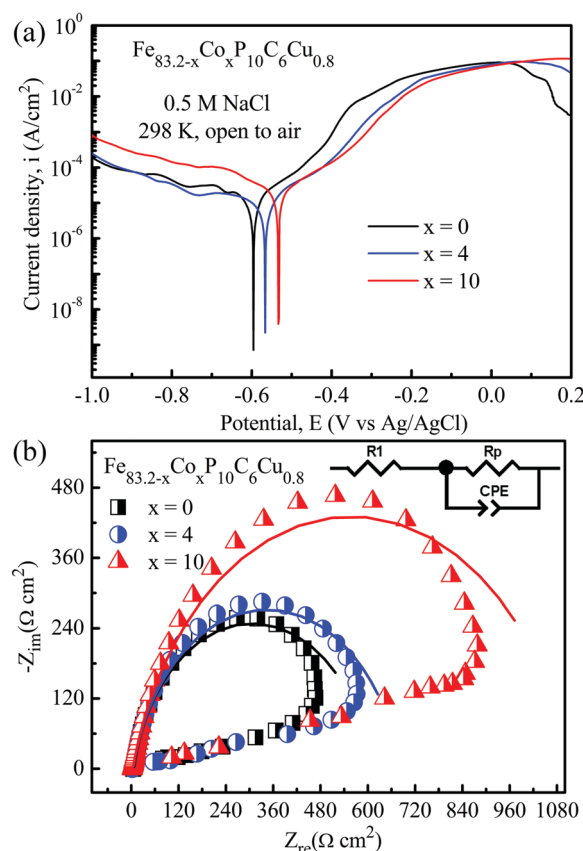 (a)
Fe83.2-xCoxP10C6Cu0.8
0.5 M NaCl
298 K, open to air
x = 0
x = 4
x = 10
Current density, i (A/cm²)
10⁰
10⁻²
10⁻⁴
10⁻⁶
10⁻⁸
-1.0 -0.8 -0.6 -0.4 -0.2 0.0 0.2
Potential, E (V vs Ag/AgCl)
(b)
Fe83.2-xCoxP10C6Cu0.8
x = 0
x = 4
x = 10
R1 Rp
CPE
-Zim(Ω cm²)
480
360
240
120
0
0 120 240 360 480 600 720 840 960 1080
Zre(Ω cm²)